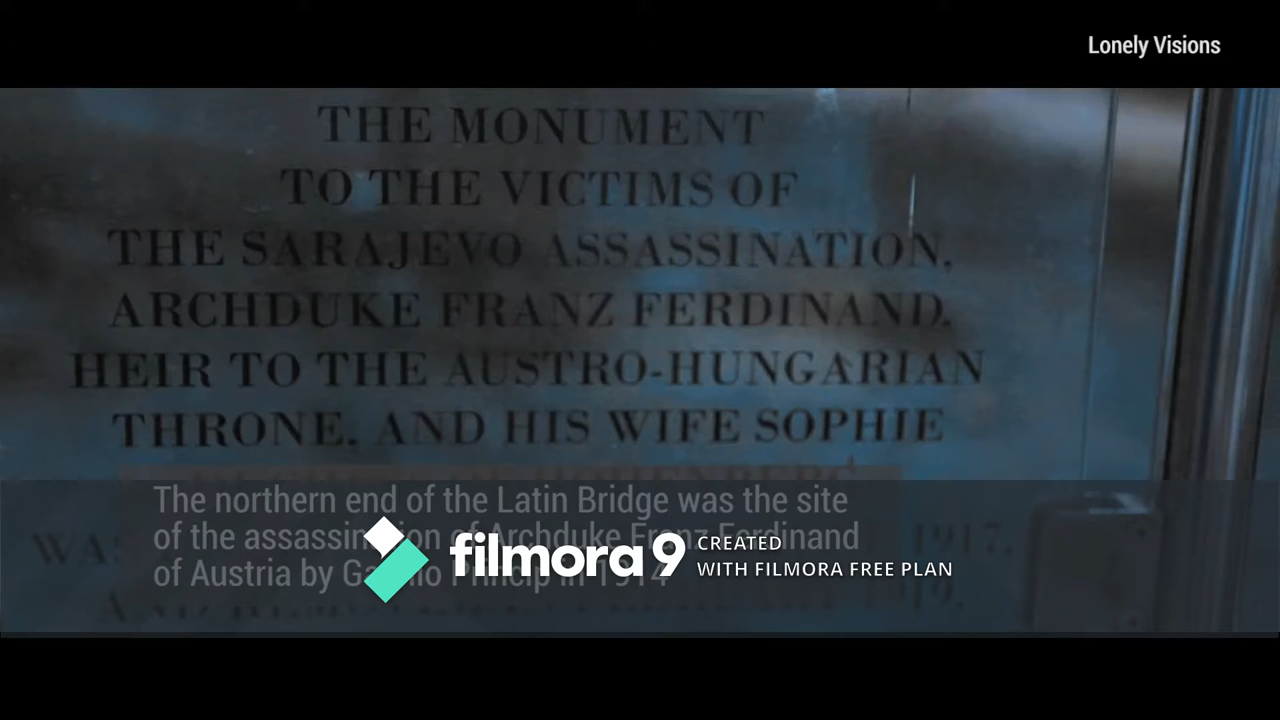 Lonely Visions
THE MONUMENT
TO THE VICTIMS OF
THE SARAJEVO ASSASSINATION,
ARCHDUKE FRANZ FERDINAND,
HEIR TO THE AUSTRO-HUNGARIAN
THRONE, AND HIS WIFE SOPHIE
The northern end of the Latin Bridge was the site
of the assassination of Archduke Franz Ferdinand
of Austria by in 1914
filmora9
CREATED
WITH FILMORA FREE PLAN
WAS 1917.